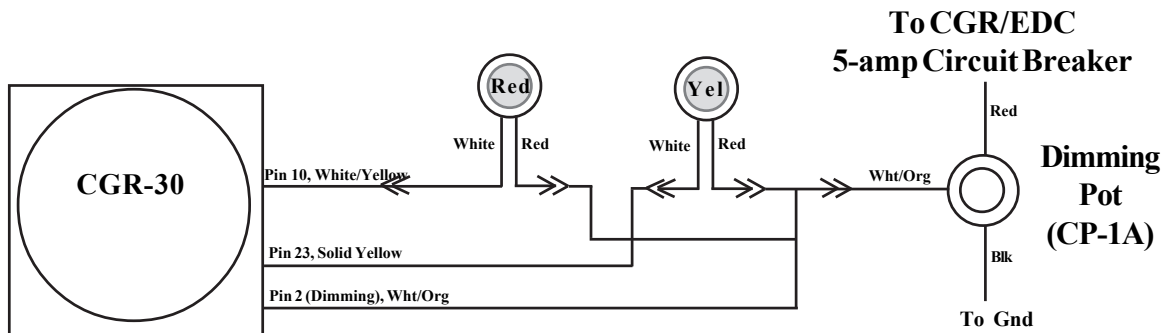 To CGR/EDC
5-amp Circuit Breaker
Red
Yel
Red
White
Red
White
Red
CGR-30
Pin 10, White/Yellow
Wht/Org
Dimming
Pot
(CP-1A)
Pin 23, Solid Yellow
Blk
Pin 2 (Dimming), Wht/Org
To Gnd